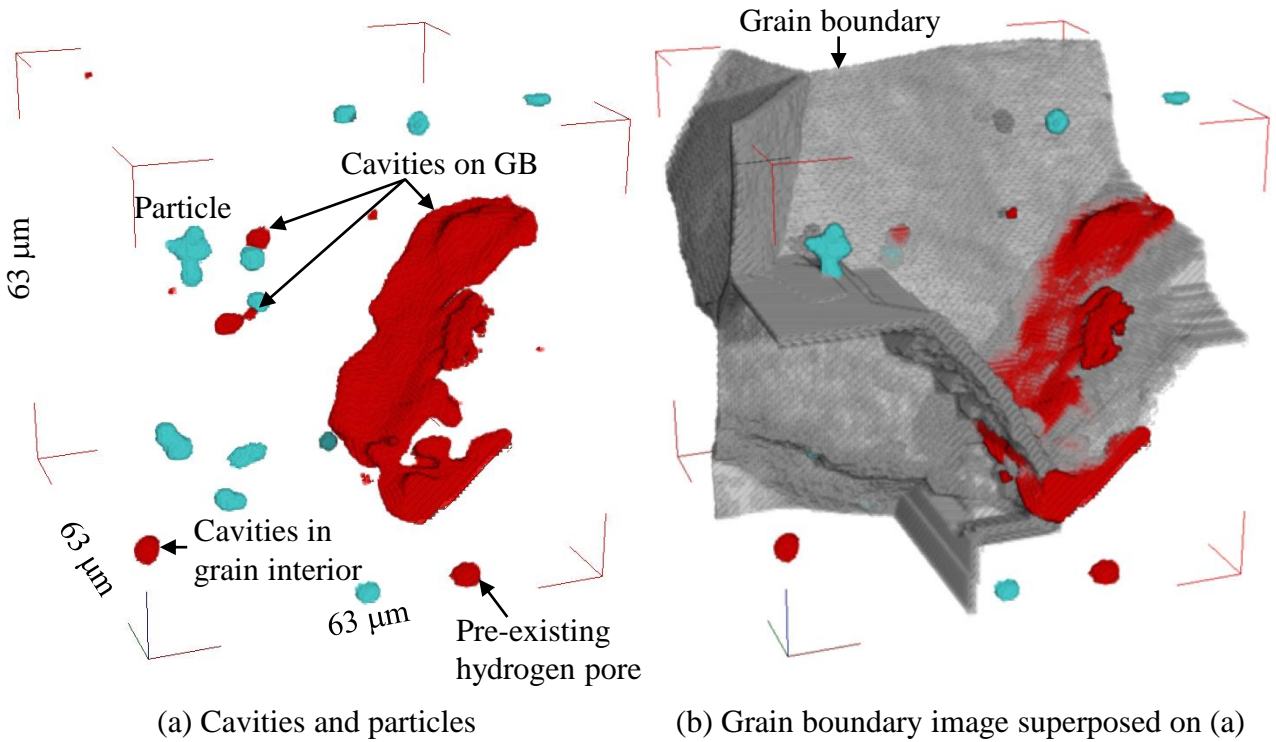 Grain boundary
Cavities on GB
Particle
63 μm
Cavities in
grain interior
63 μm
63 μm
Pre-existing
hydrogen pore
(a) Cavities and particles
(b) Grain boundary image superposed on (a)